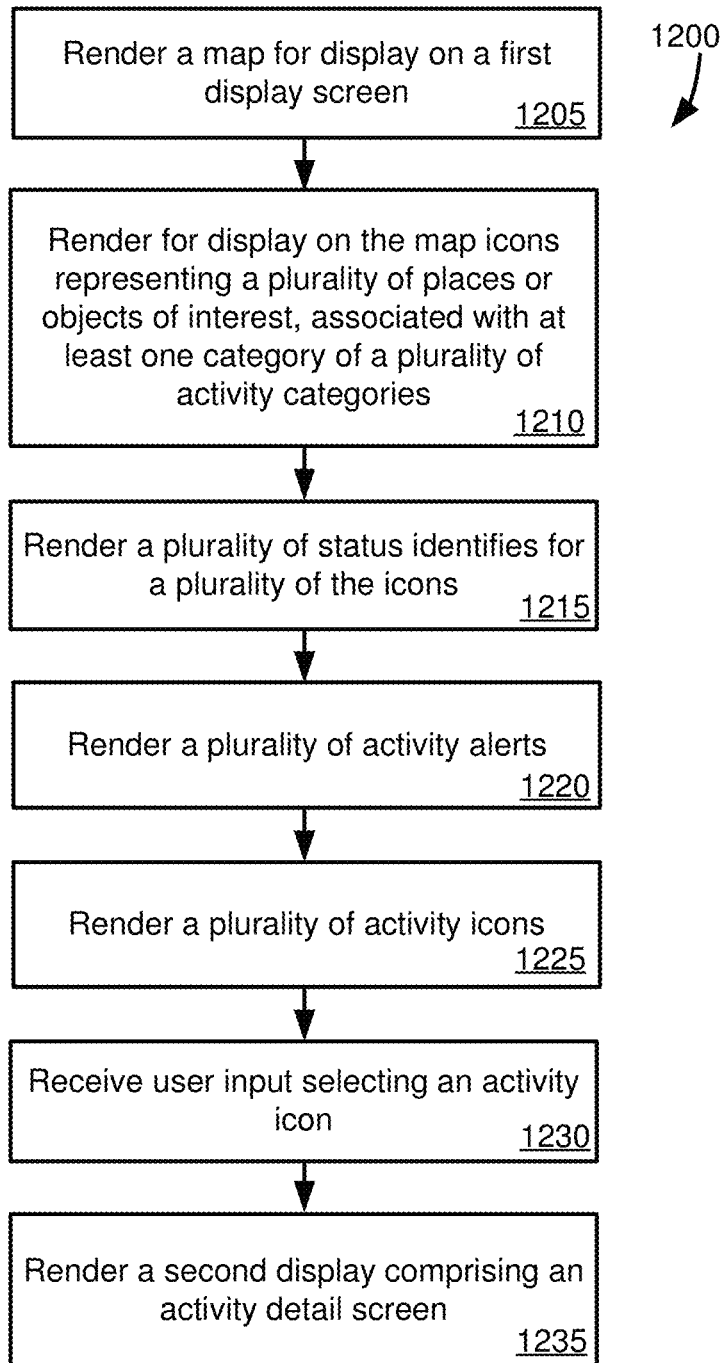 Render a map for display on a first
display screen
1205
1200
Render for display on the map icons
representing a plurality of places or
objects of interest, associated with at
least one category of a plurality of
activity categories
1210
Render a plurality of status identifies for
a plurality of the icons
1215
Render a plurality of activity alerts
1220
Render a plurality of activity icons
1225
Receive user input selecting an activity
icon
1230
Render a second display comprising an
activity detail screen
1235